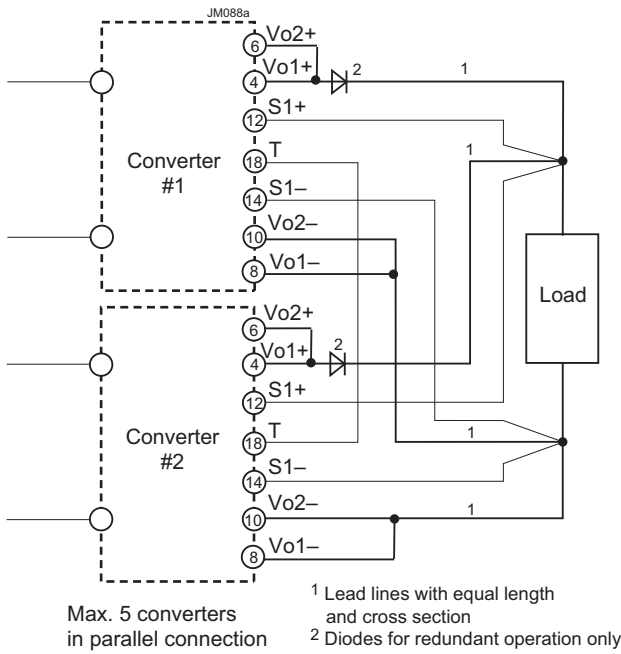 JM088a
6 Vo2+
4 Vo1+ 2 1
12 S1+
18 T 1
14 S1–
10 Vo2–
8 Vo1–
Converter
#1
Load
6 Vo2+
4 Vo1+ 2
12 S1+
18 T 1
14 S1–
10 Vo2– 1
8 Vo1–
Converter
#2
Max. 5 converters
in parallel connection
1 Lead lines with equal length
and cross section
2 Diodes for redundant operation only